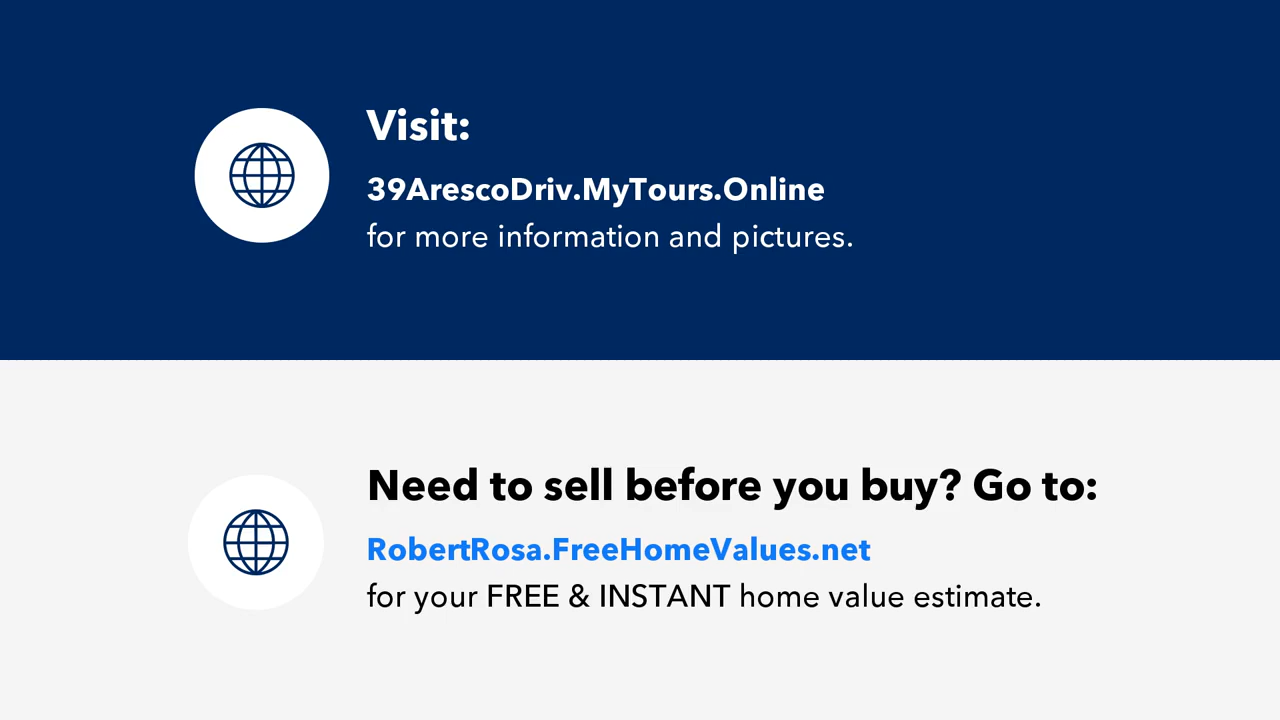 Visit:
39ArescoDriv.MyTours.Online
for more information and pictures.
Need to sell before you buy? Go to:
RobertRosa.FreeHomeValues.net
for your FREE & INSTANT home value estimate.